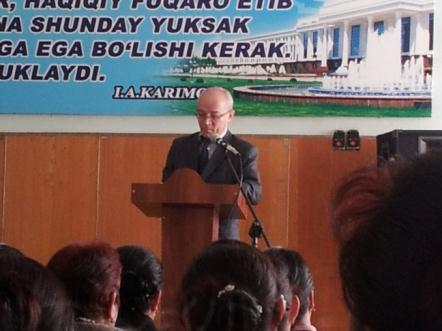 , HAQIQIY FUQARO ETIB
NA SHUNDAY YUKSAK
GA EGA BO‘LISHI KERAK
UKLAYDI.
I.A.KARIMO